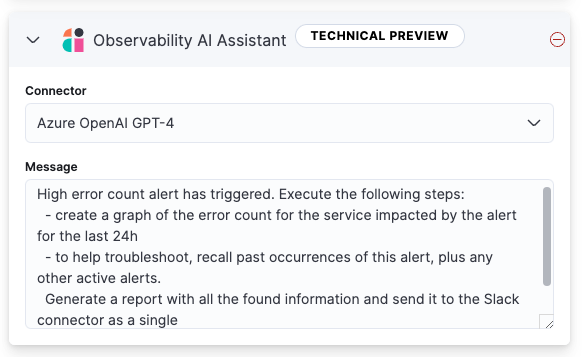 Observability AI Assistant
TECHNICAL PREVIEW
Connector
Azure OpenAI GPT-4
Message
High error count alert has triggered. Execute the following steps:
- create a graph of the error count for the service impacted by the alert
for the last 24h
- to help troubleshoot, recall past occurrences of this alert, plus any
other active alerts.
Generate a report with all the found information and send it to the Slack
connector as a single